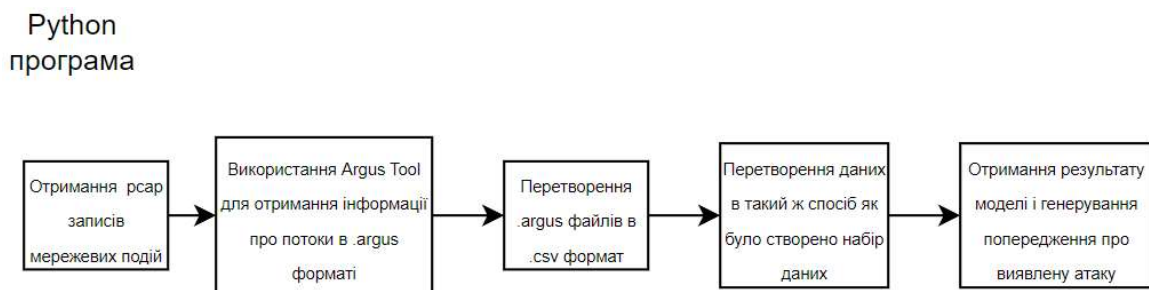 Python
програма
Отримання pcap
записів
мережевих подій
Використання Argus Tool
для отримання інформації
про потоки в .argus
форматі
Перетворення
.argus файлів в
.csv формат
Перетворення даних
в такий ж спосіб як
було створено набір
даних
Отримання результату
моделі і генерування
попередження про
виявлену атаку